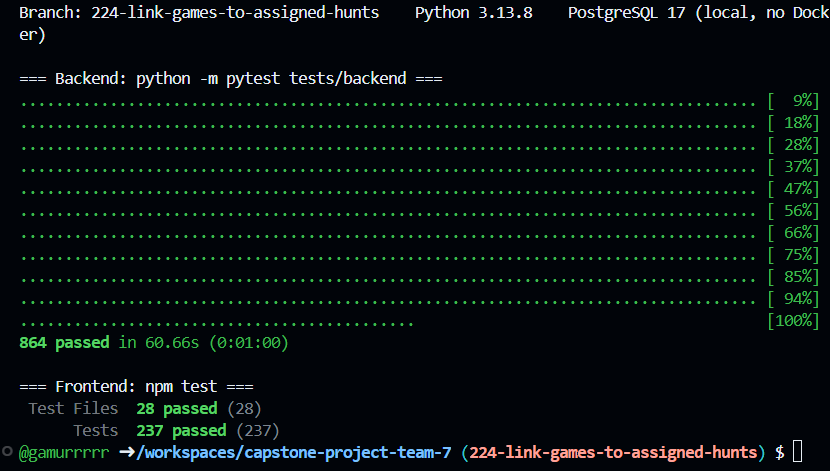 Branch: 224-link-games-to-assigned-hunts    Python 3.13.8    PostgreSQL 17 (local, no Dock
er)
=== Backend: python -m pytest tests/backend ===
.......................................................................... [  9%]
.......................................................................... [ 18%]
.......................................................................... [ 28%]
.......................................................................... [ 37%]
.......................................................................... [ 47%]
.......................................................................... [ 56%]
.......................................................................... [ 66%]
.......................................................................... [ 75%]
.......................................................................... [ 85%]
.......................................................................... [ 94%]
........................................                                   [100%]
864 passed in 60.66s (0:01:00)
=== Frontend: npm test ===
 Test Files  28 passed (28)
      Tests  237 passed (237)
@gamurrrrr ➜/workspaces/capstone-project-team-7 (224-link-games-to-assigned-hunts) $